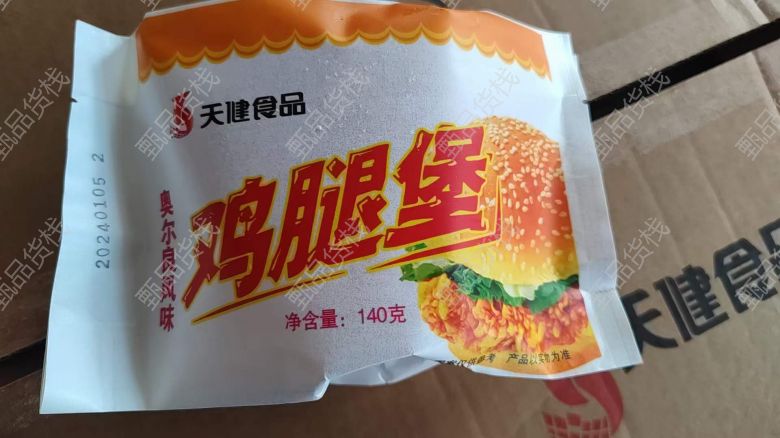 天健食品
鸡腿堡
奥尔良风味
20240105 2
净含量：140克
产品以实物为准
天健食品
甄品货栈